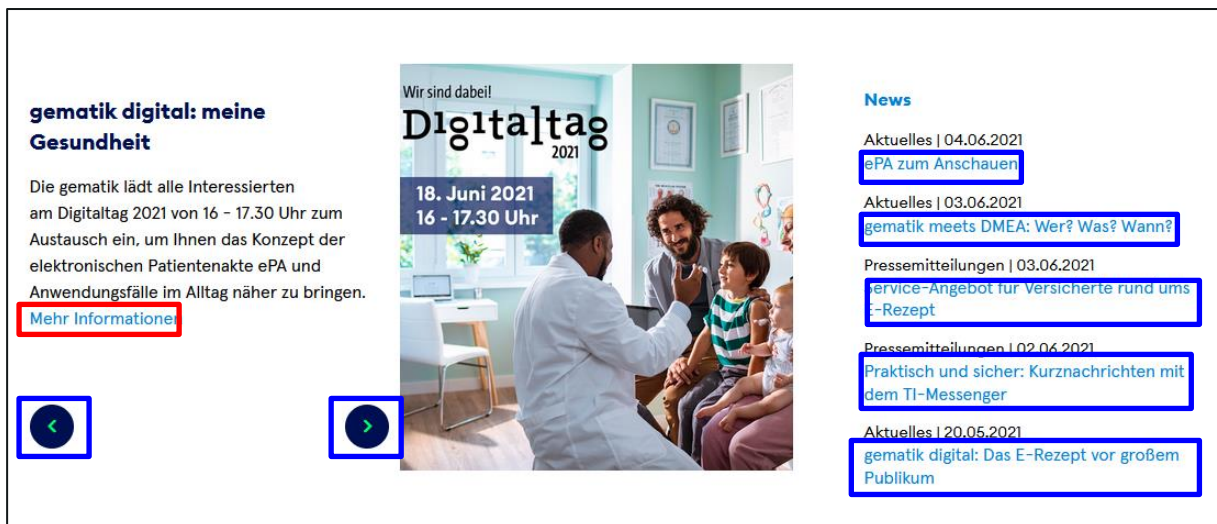 gematik digital: meine
Gesundheit
Die gematik lädt alle Interessierten
am Digitaltag 2021 von 16 - 17.30 Uhr zum
Austausch ein, um Ihnen das Konzept der
elektronischen Patientenakte ePA und
Anwendungsfälle im Alltag näher zu bringen.
Mehr Informationen
Wir sind dabei!
Digitaltag
2021
18. Juni 2021
16 - 17.30 Uhr
News
Aktuelles | 04.06.2021
ePA zum Anschauen
Aktuelles | 03.06.2021
gematik meets DMEA: Wer? Was? Wann?
Pressemitteilungen | 03.06.2021
Service-Angebot für Versicherte rund ums
E-Rezept
Pressemitteilungen | 02.06.2021
Praktisch und sicher: Kurznachrichten mit
dem TI-Messenger
Aktuelles | 20.05.2021
gematik digital: Das E-Rezept vor großem
Publikum